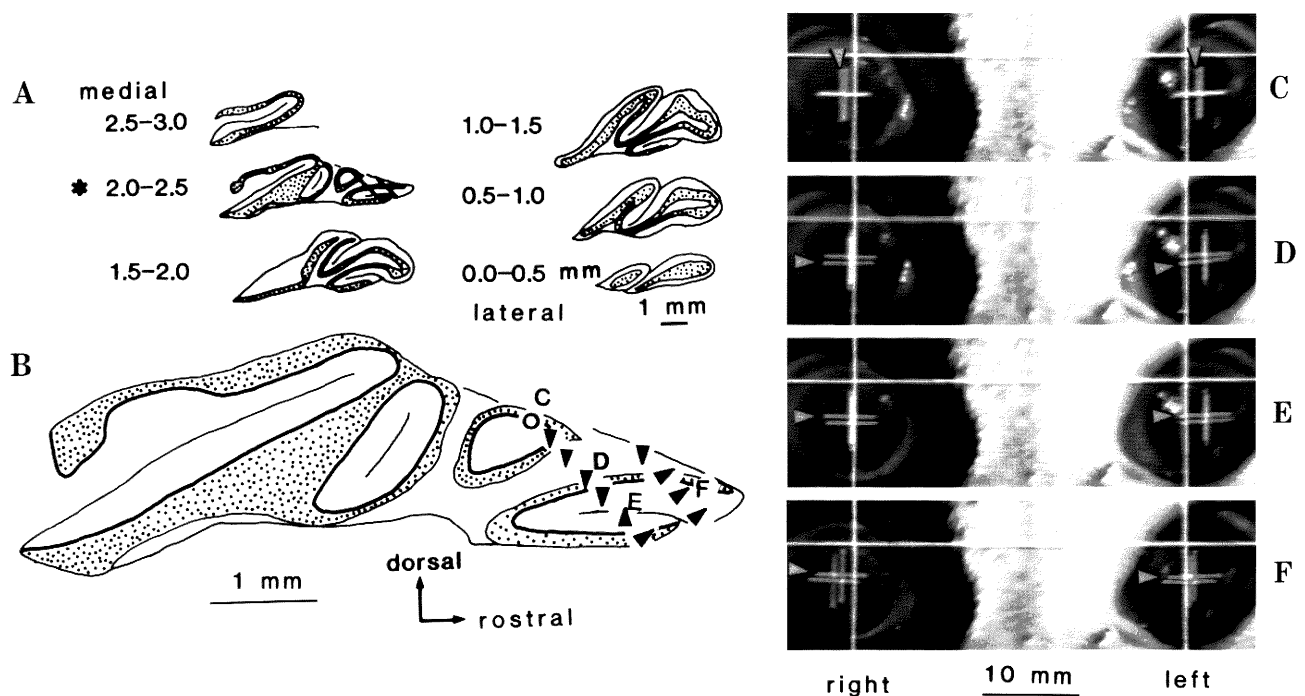 A
medial
2.5–3.0
* 2.0–2.5
1.5–2.0
1.0–1.5
0.5–1.0
0.0–0.5 mm
lateral
1 mm
B
C
D
E
F
1 mm
dorsal
rostral
C
D
E
F
right
10 mm
left